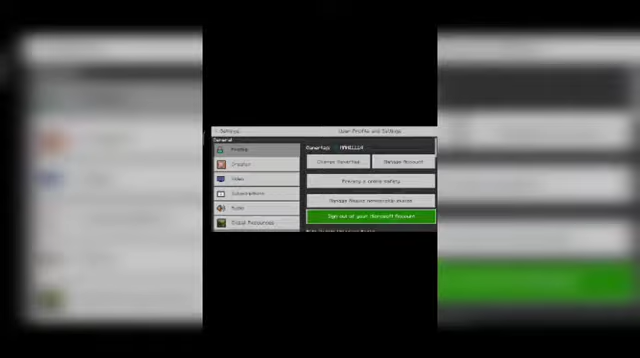 Settings
User Profile and Settings
General
Profile
Creator
Video
Subscriptions
Audio
Global Resources
Gamertag:
Change Gamertag
Manage Account
Privacy & online safety
Sign out of your Microsoft Account